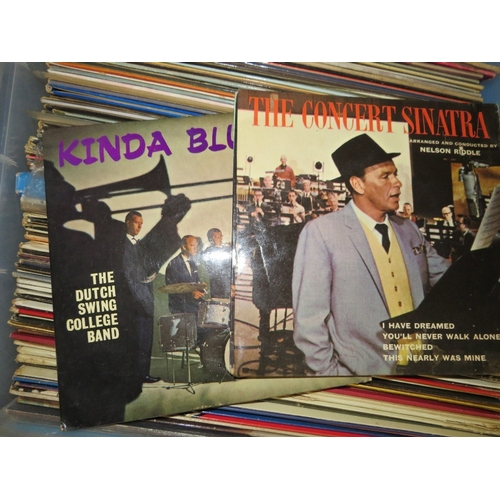 KINDA BLU
THE
DUTCH
SWING
COLLEGE
BAND
THE CONCERT SINATRA
ARRANGED AND CONDUCTED BY
NELSON RIDDLE
I HAVE DREAMED
YOU'LL NEVER WALK ALONE
BEWITCHED
THIS NEARLY WAS MINE